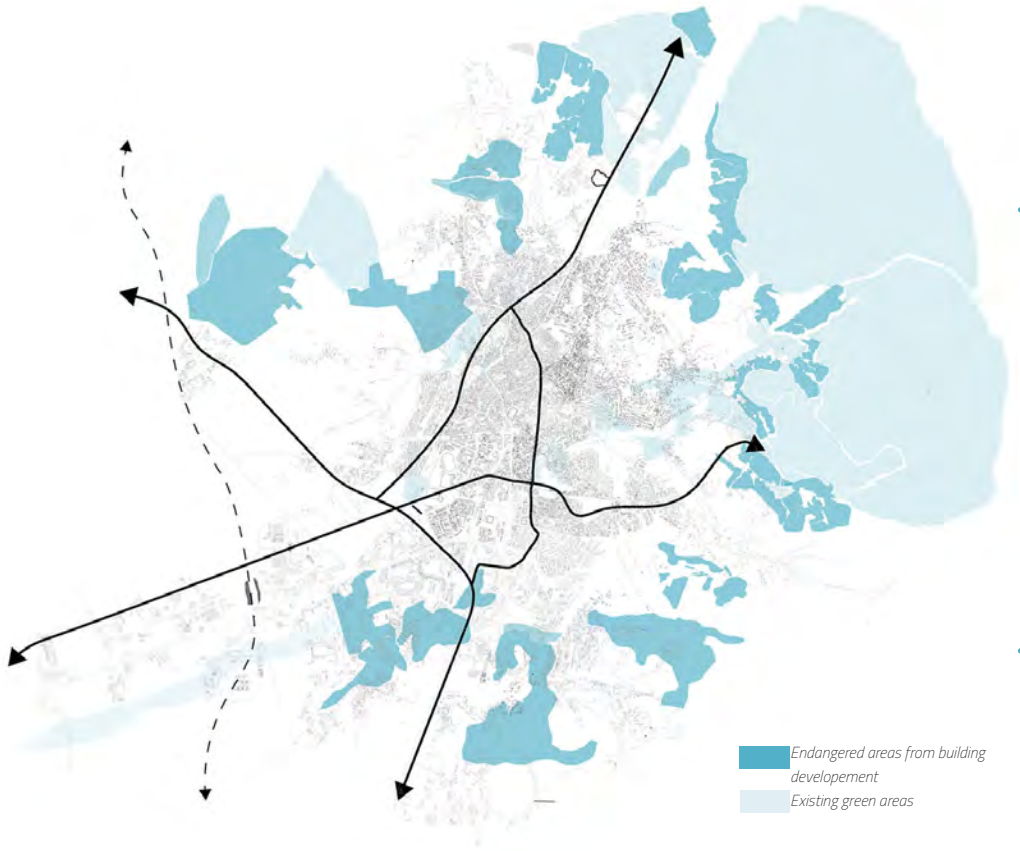 Endangered areas from building
developement
Existing green areas